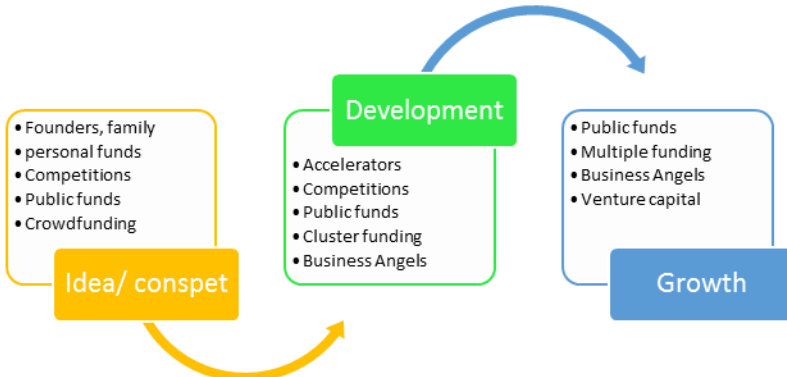 • Founders, family
• personal funds
• Competitions
• Public funds
• Crowdfunding
Idea/ conspet
Development
• Accelerators
• Competitions
• Public funds
• Cluster funding
• Business Angels
• Public funds
• Multiple funding
• Business Angels
• Venture capital
Growth